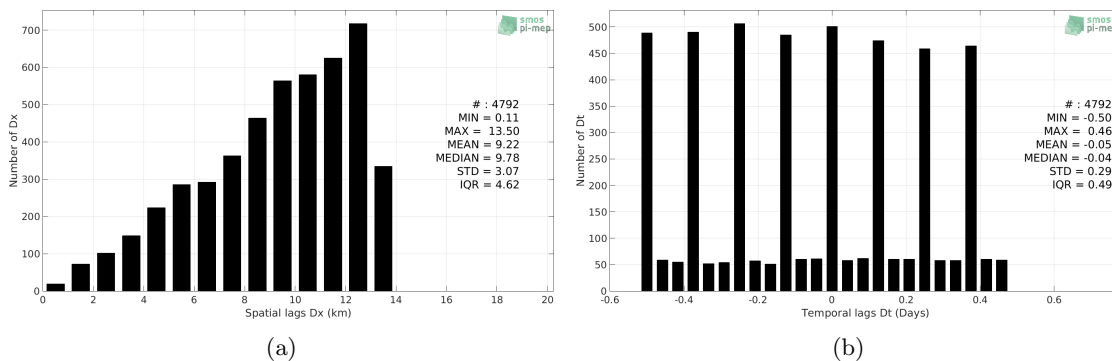 700
600
500
400
300
200
100
0
Number of Dx
0
2
4
6
8
10
12
14
16
18
20
Spatial lags Dx (km)
smos
pi-mep
# : 4792
MIN = 0.11
MAX = 13.50
MEAN = 9.22
MEDIAN = 9.78
STD = 3.07
IQR = 4.62
(a)
500
450
400
350
300
250
200
150
100
50
0
Number of Dt
-0.6
-0.4
-0.2
0
0.2
0.4
0.6
Temporal lags Dt (Days)
smos
pi-mep
# : 4792
MIN = -0.50
MAX = 0.46
MEAN = -0.05
MEDIAN = -0.04
STD = 0.29
IQR = 0.49
(b)